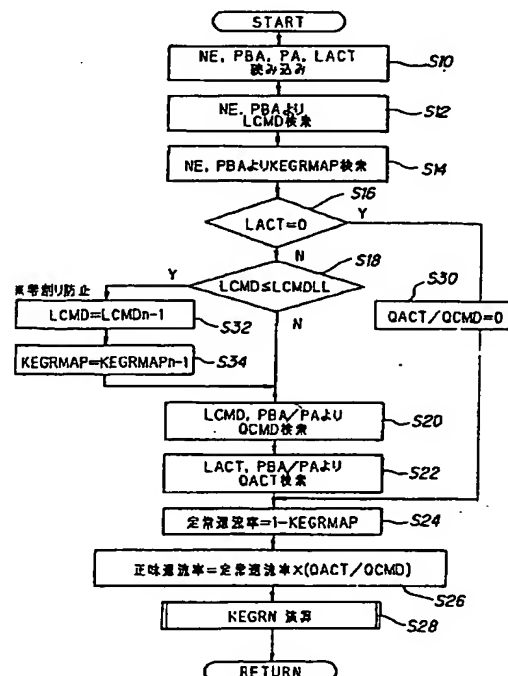 START
NE, PBA, PA, LACT
読み込み
S10
NE, PBAより
LCMD検索
S12
NE, PBAよりKEGRMAP検索
S14
S16
LACT=0
Y
N
S18
LCMD≤LCMDLL
Y
N
※零割り防止
LCMD=LCMDn-1
S32
KEGRMAP=KEGRMAPn-1
S34
S30
QACT/QCMD=0
LCMD, PBA/PAより
QCMD検索
S20
LACT, PBA/PAより
QACT検索
S22
定常還流率=1-KEGRMAP
S24
正味還流率=定常還流率×(QACT/QCMD)
S26
KEGRN 演算
S28
RETURN